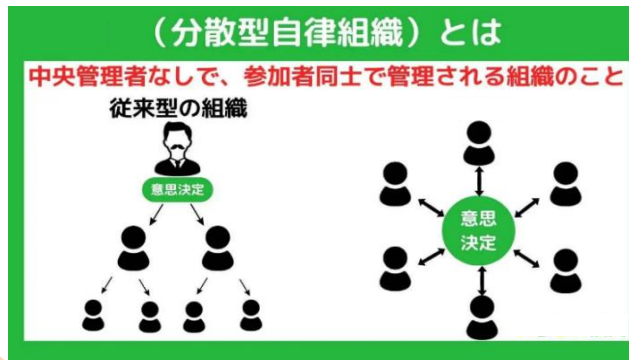 （分散型自律組織）とは
中央管理者なしで、参加者同士で管理される組織のこと
従来型の組織
意思決定
意思
決定